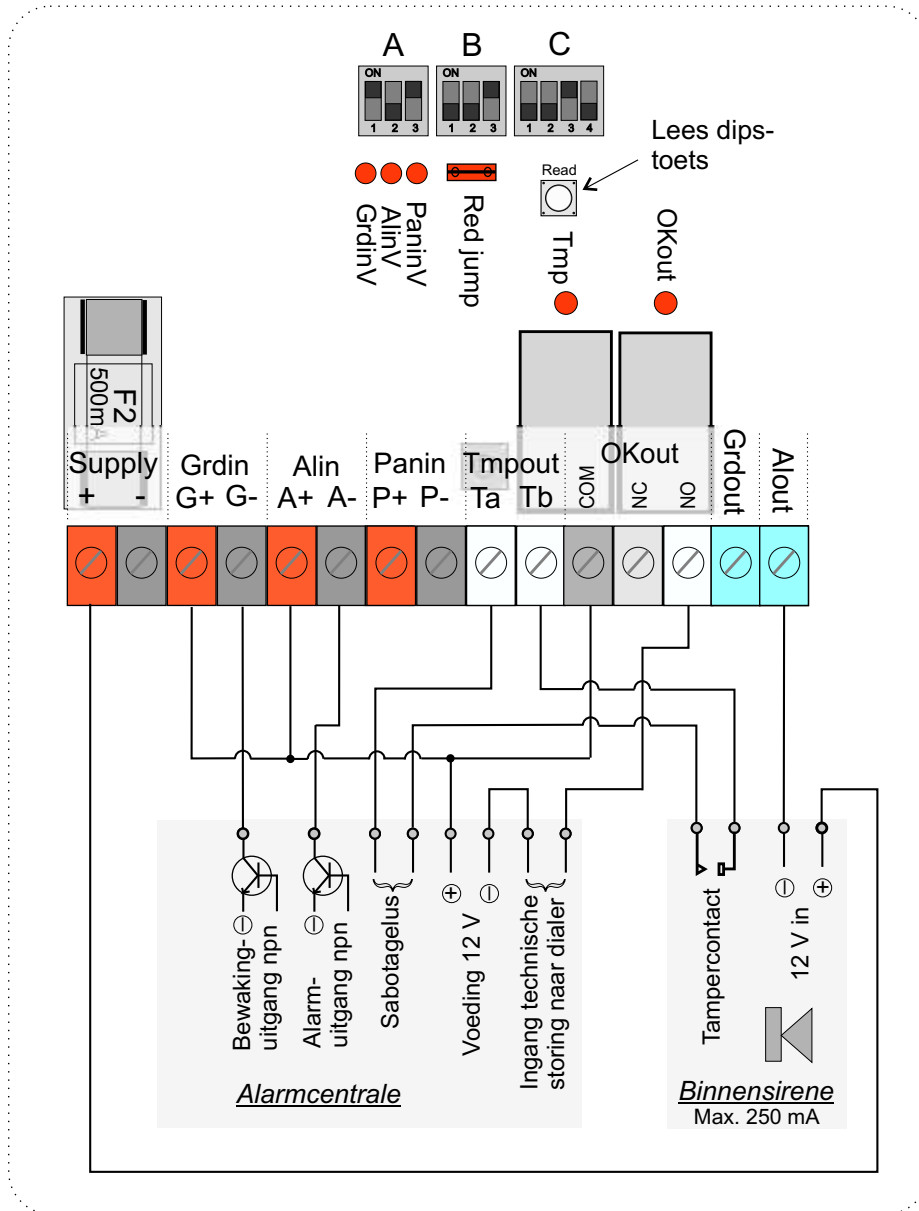 A B C
ON ON ON
1 2 3 1 2 3 1 2 3 4
Lees dips-
toets
Read
GrdinV
AlinV
PaninV
Red jump
Tmp
OKout
F2
500m A
Supply Grdin Alin Panin Tmpout OKout Grdout Alout
+ - G+ G- A+ A- P+ P- Ta Tb COM NC NO
Bewaking-
uitgang npn
Alarm-
uitgang npn
Sabotagelus
Voeding 12 V
Ingang technische
storing naar dialer
Tampercontact
12 V in
Alarmcentrale
Binnensirene
Max. 250 mA